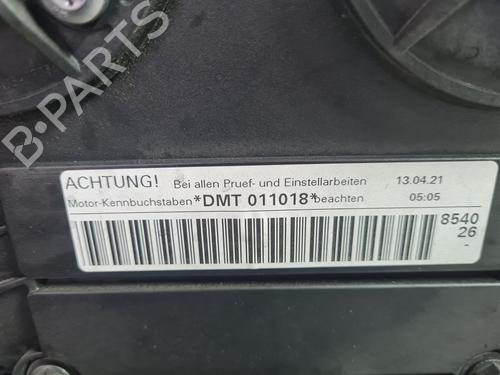 B-PARTS
ACHTUNG! Bei allen Pruef- und Einstellarbeiten 13.04.21
Motor-Kennbuchstaben *DMT 011018* beachten 05:05
8540
26
-